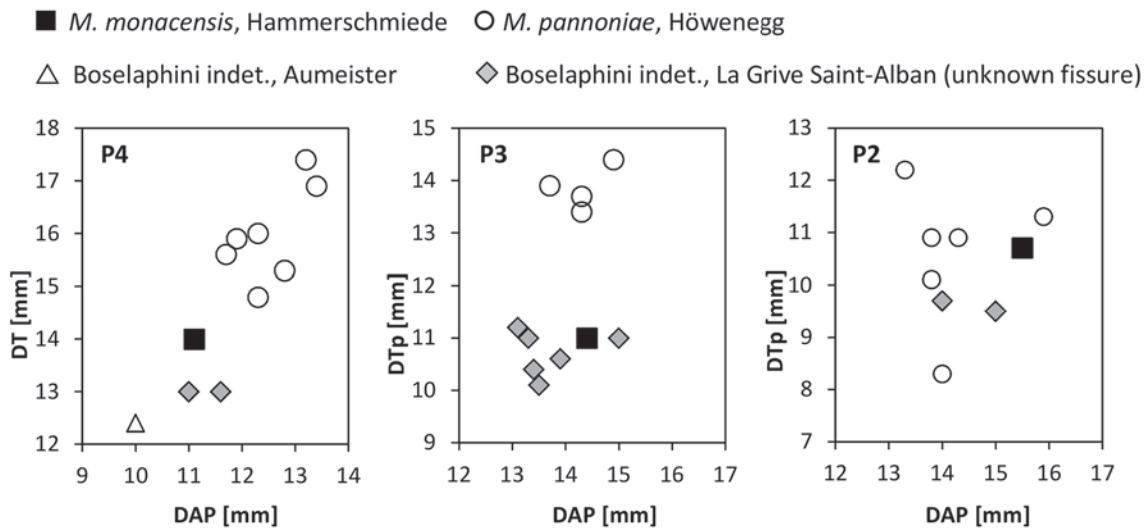 M. monacensis, Hammerschmiede M. pannoniae, Höwenegg
Boselaphini indet., Aumeister Boselaphini indet., La Grive Saint-Alban (unknown fissure)
P4
DT [mm]
18
17
16
15
14
13
12
9 10 11 12 13 14
DAP [mm]
P3
DTp [mm]
15
14
13
12
11
10
9
12 13 14 15 16 17
DAP [mm]
P2
DTp [mm]
13
12
11
10
9
8
7
12 13 14 15 16 17
DAP [mm]